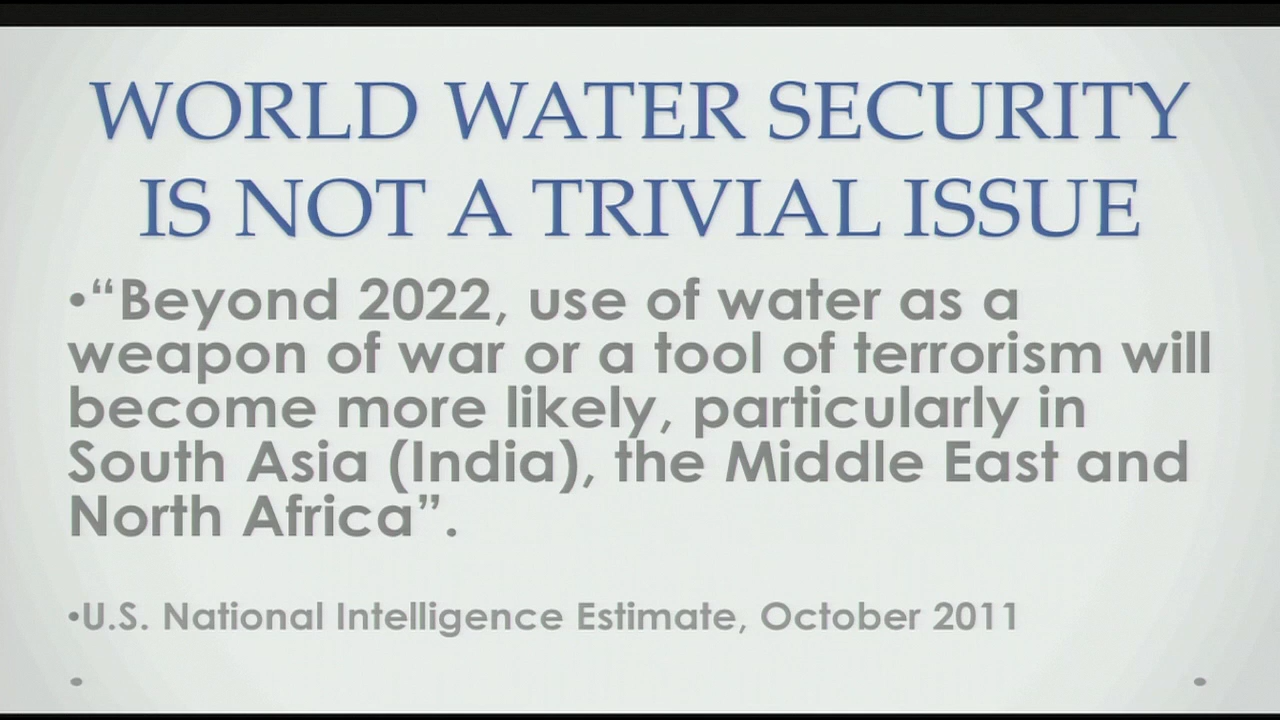 WORLD WATER SECURITY
IS NOT A TRIVIAL ISSUE
•“Beyond 2022, use of water as a
weapon of war or a tool of terrorism will
become more likely, particularly in
South Asia (India), the Middle East and
North Africa”.
•U.S. National Intelligence Estimate, October 2011